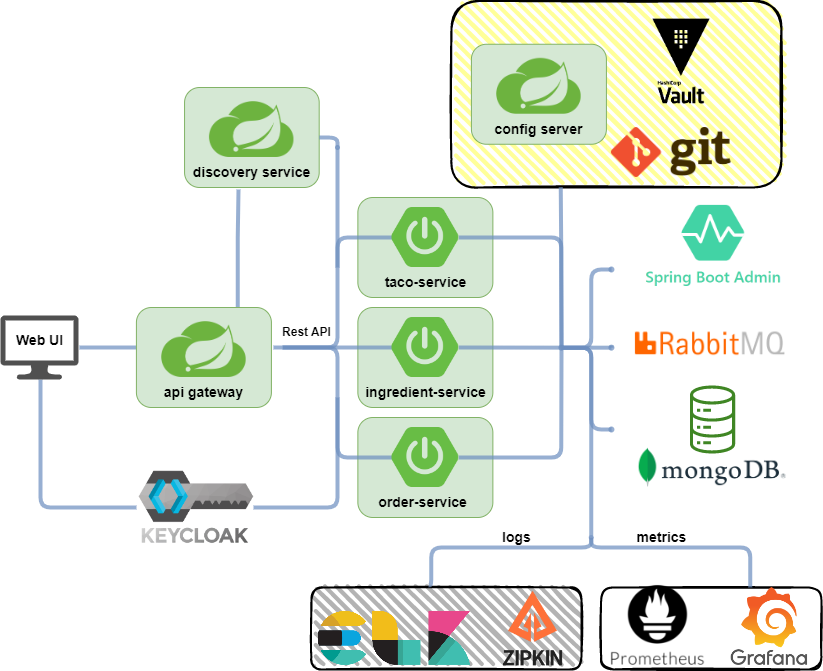 HashiCorp
Vault
config server
git
discovery service
taco-service
Spring Boot Admin
Web UI
Rest API
RabbitMQ
api gateway
ingredient-service
mongoDB®
order-service
KEYCLOAK
logs
metrics
ZIPKIN
Prometheus
Grafana